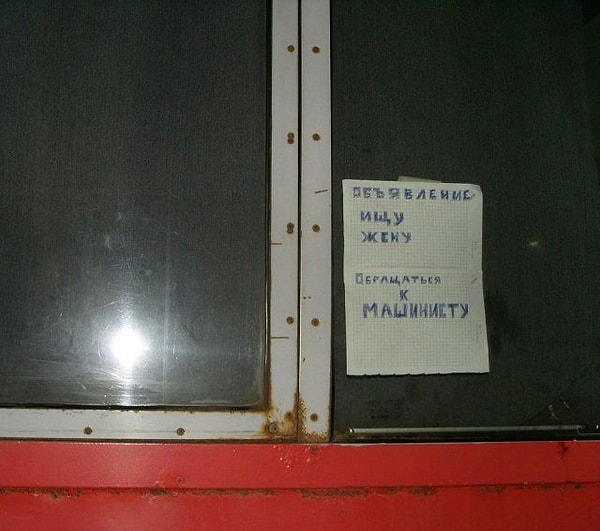 ОБЪЯВЛЕНИЕ
ИЩУ
ЖЕНУ
ОБРАЩАТЬСЯ
К
МАШИНИСТУ